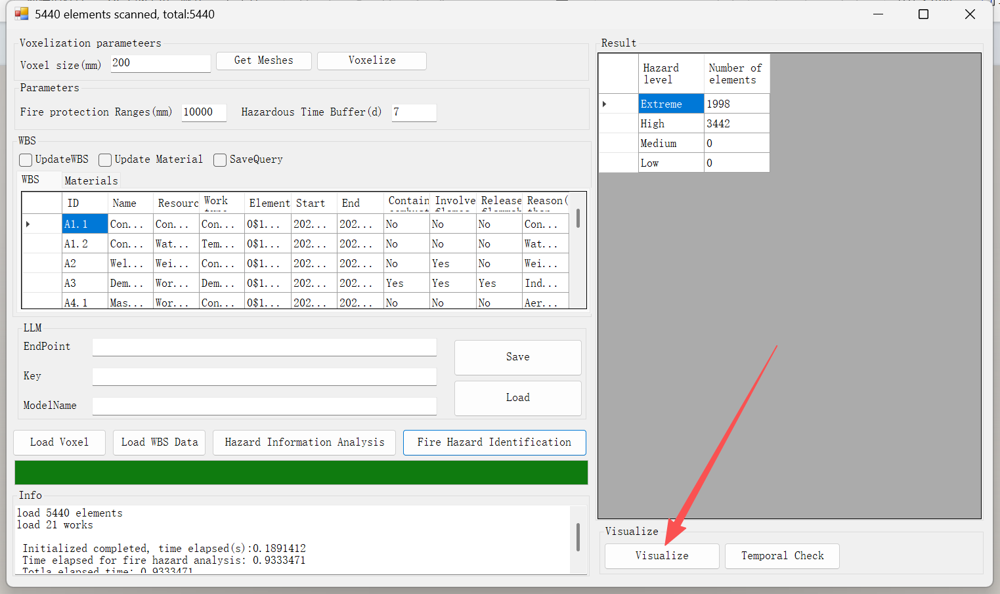 5440 elements scanned, total:5440
Voxelization parameteers
Voxel size(mm) 200 Get Meshes Voxelize
Parameters
Fire protection Ranges(mm) 10000 Hazardous Time Buffer(d) 7
WBS
UpdateWBS Update Material SaveQuery
WBS Materials
ID Name Resourc Work Element Start End Contain Involve Release Reason(
A1.1 Con... Con... Con... 0$1... 202... 202... No No No Con...
A1.2 Con... Wat... Tem... 0$1... 202... 202... No No No Wat...
A2 Wel... Wei... Con... 0$1... 202... 202... No Yes No Wei...
A3 Dem... Wor... Dem... 0$1... 202... 202... Yes Yes Yes Ind...
A4.1 Mas... Wor... Con... 0$1... 202... 202... No No No Aer...
LLM
EndPoint
Key
ModelName
Save
Load
Load Voxel Load WBS Data Hazard Information Analysis Fire Hazard Identification
Info
load 5440 elements
load 21 works
Initialized completed, time elapsed(s):0.1891412
Time elapsed for fire hazard analysis: 0.9333471
Totla elapsed time: 0.9333471
Result
Hazard level Number of elements
Extreme 1998
High 3442
Medium 0
Low 0
Visualize
Visualize Temporal Check